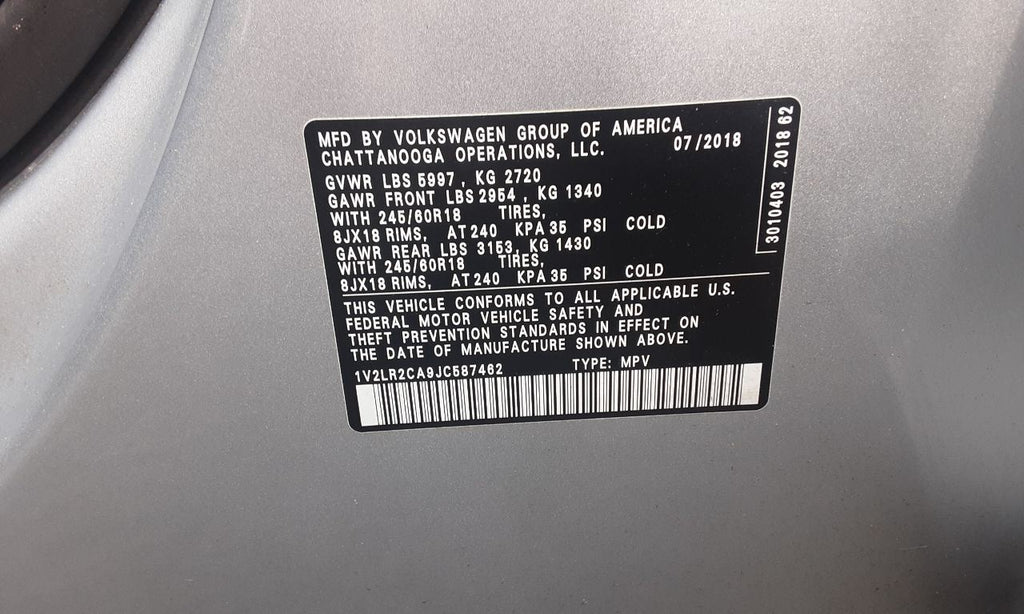 MFD BY VOLKSWAGEN GROUP OF AMERICA
CHATTANOOGA OPERATIONS, LLC. 07/2018
GVWR LBS 5997 , KG 2720
GAWR FRONT LBS 2954 , KG 1340
WITH 245/60R18 TIRES,
8JX18 RIMS, AT 240 KPA 35 PSI COLD
GAWR REAR LBS 3153, KG 1430
WITH 245/60R18 TIRES,
8JX18 RIMS, AT 240 KPA 35 PSI COLD
THIS VEHICLE CONFORMS TO ALL APPLICABLE U.S.
FEDERAL MOTOR VEHICLE SAFETY AND
THEFT PREVENTION STANDARDS IN EFFECT ON
THE DATE OF MANUFACTURE SHOWN ABOVE.
1V2LR2CA9JC587462 TYPE: MPV
3010403 2018 62